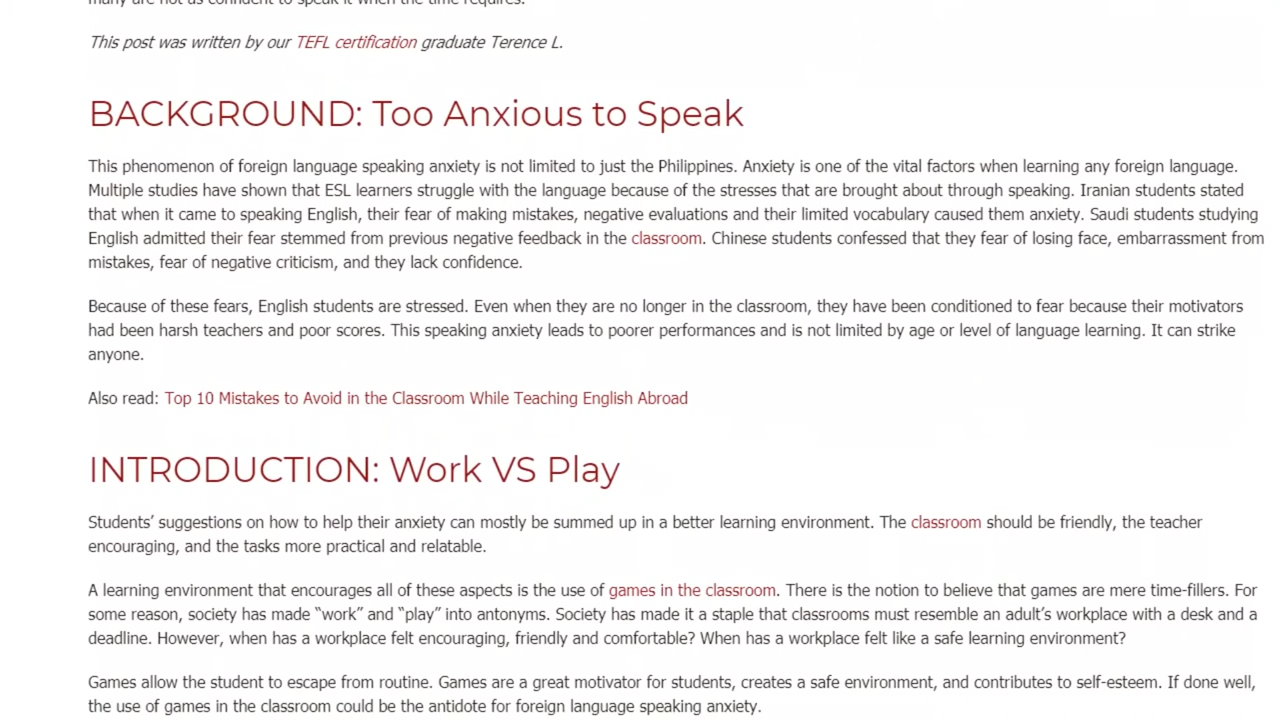 many are not as confident to speak it when the time requires.
This post was written by our TEFL certification graduate Terence L.
BACKGROUND: Too Anxious to Speak
This phenomenon of foreign language speaking anxiety is not limited to just the Philippines. Anxiety is one of the vital factors when learning any foreign language.
Multiple studies have shown that ESL learners struggle with the language because of the stresses that are brought about through speaking. Iranian students stated
that when it came to speaking English, their fear of making mistakes, negative evaluations and their limited vocabulary caused them anxiety. Saudi students studying
English admitted their fear stemmed from previous negative feedback in the classroom. Chinese students confessed that they fear of losing face, embarrassment from
mistakes, fear of negative criticism, and they lack confidence.
Because of these fears, English students are stressed. Even when they are no longer in the classroom, they have been conditioned to fear because their motivators
had been harsh teachers and poor scores. This speaking anxiety leads to poorer performances and is not limited by age or level of language learning. It can strike
anyone.
Also read: Top 10 Mistakes to Avoid in the Classroom While Teaching English Abroad
INTRODUCTION: Work VS Play
Students’ suggestions on how to help their anxiety can mostly be summed up in a better learning environment. The classroom should be friendly, the teacher
encouraging, and the tasks more practical and relatable.
A learning environment that encourages all of these aspects is the use of games in the classroom. There is the notion to believe that games are mere time-fillers. For
some reason, society has made “work” and “play” into antonyms. Society has made it a staple that classrooms must resemble an adult’s workplace with a desk and a
deadline. However, when has a workplace felt encouraging, friendly and comfortable? When has a workplace felt like a safe learning environment?
Games allow the student to escape from routine. Games are a great motivator for students, creates a safe environment, and contributes to self-esteem. If done well,
the use of games in the classroom could be the antidote for foreign language speaking anxiety.